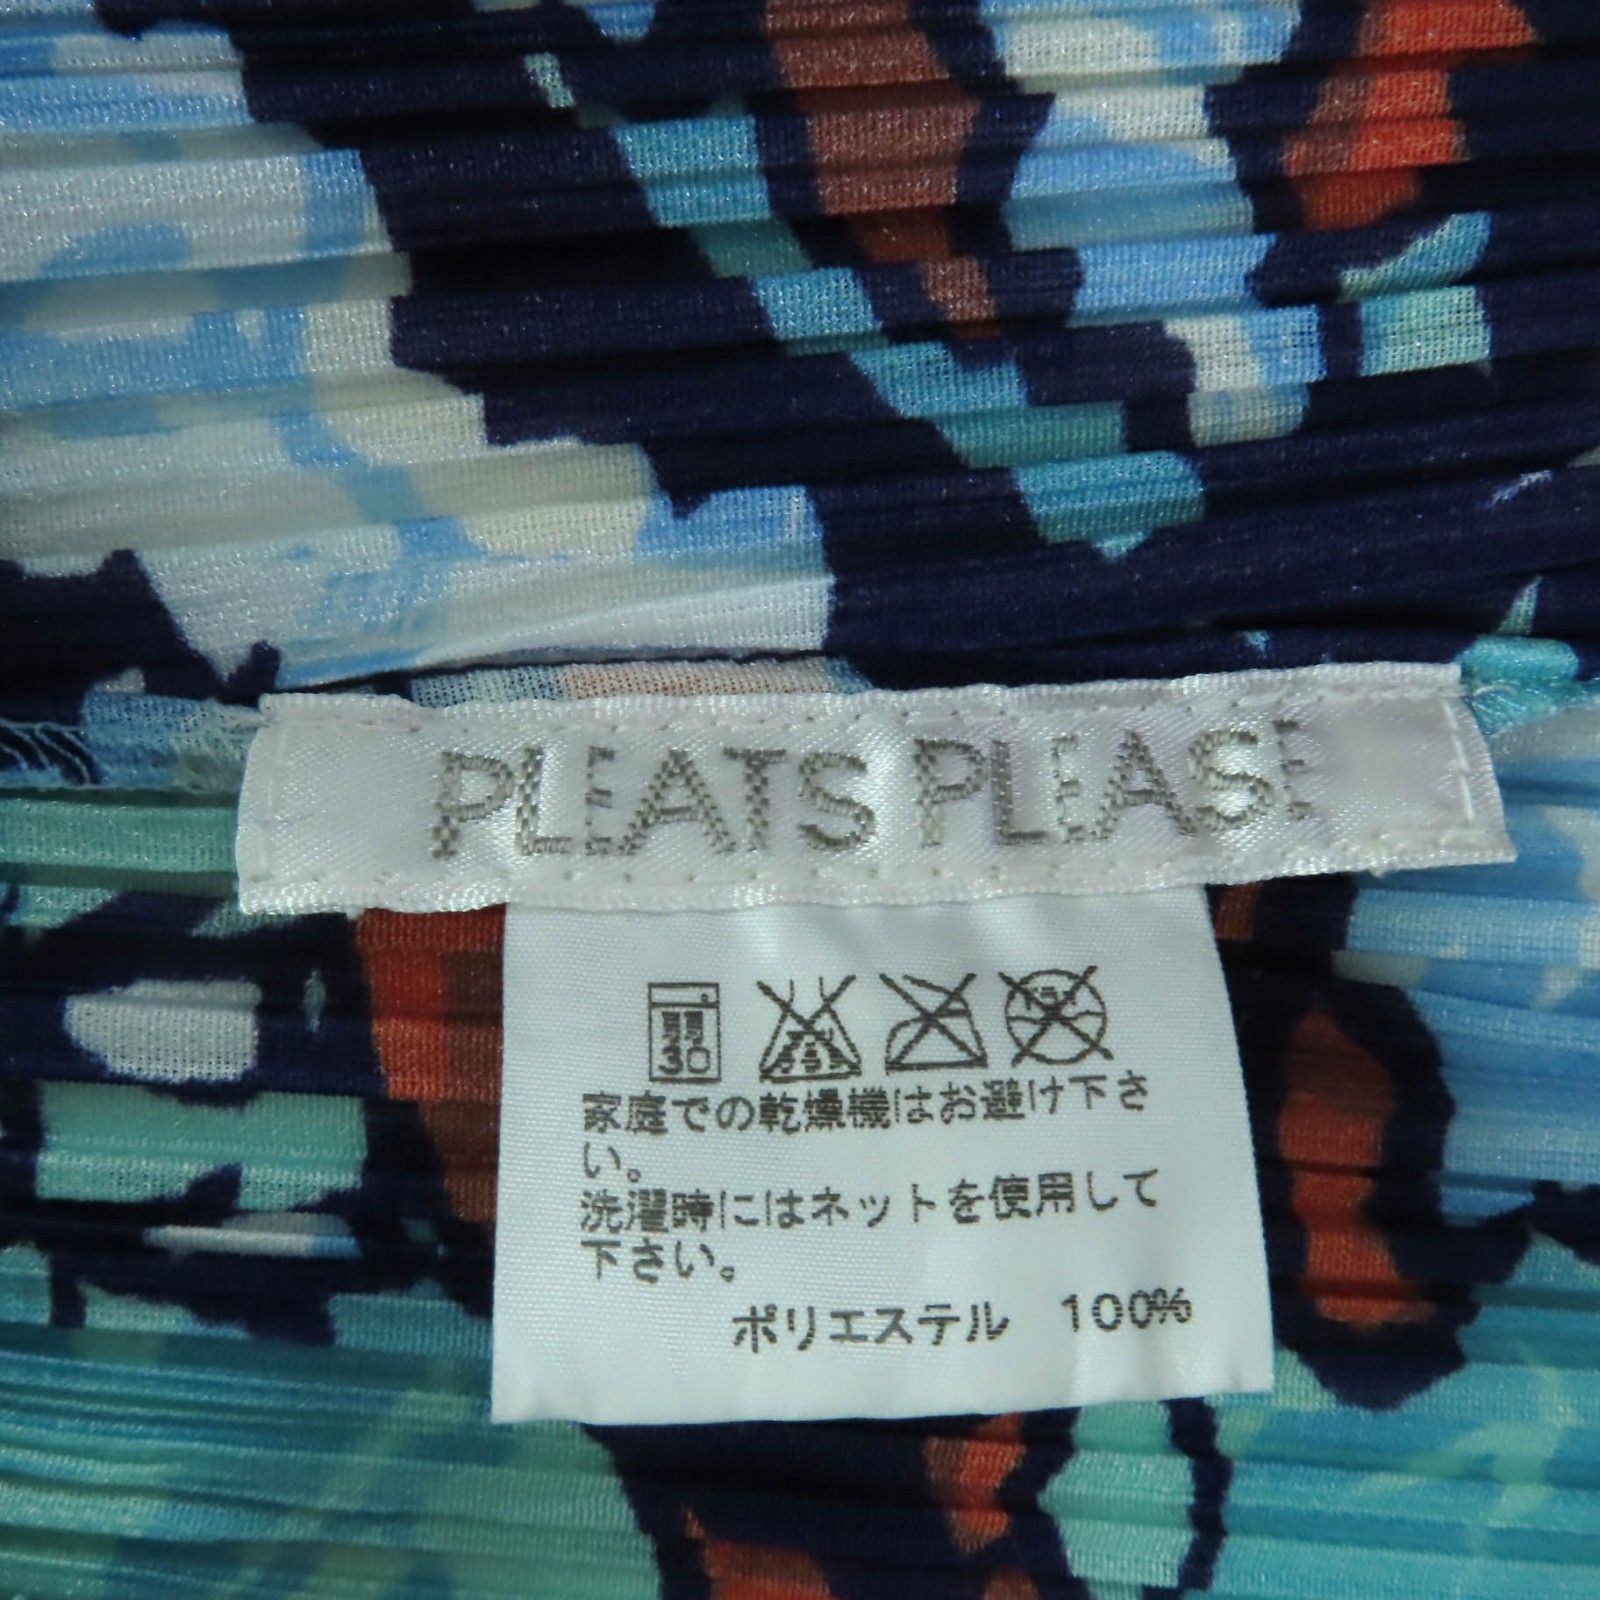 PLEATS PLEASE
30
家庭での乾燥機はお避け下さ
い。
洗濯時にはネットを使用して
下さい。
ポリエステル 100%